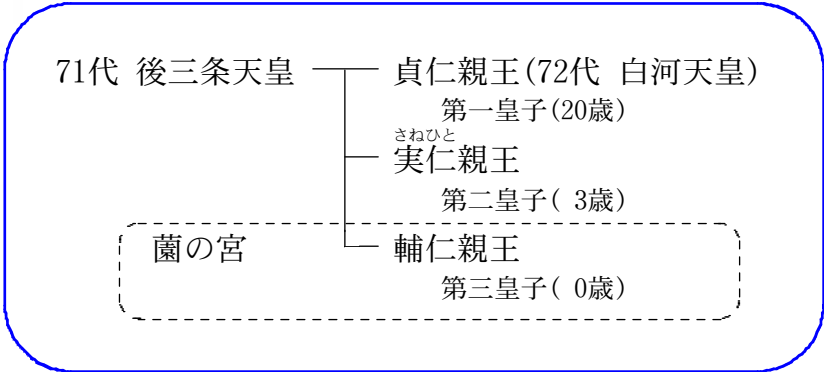 71代 後三条天皇 貞仁親王(72代 白河天皇)
第一皇子(20歳)
さねひと
実仁親王
第二皇子( 3歳)
薗の宮 輔仁親王
第三皇子( 0歳)